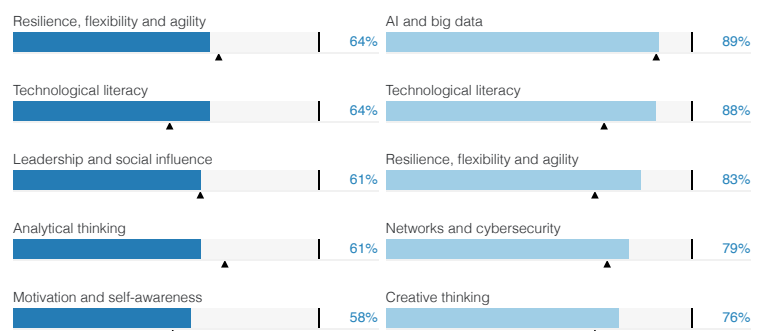 Resilience, flexibility and agility
64%
Technological literacy
64%
Leadership and social influence
61%
Analytical thinking
61%
Motivation and self-awareness
58%
AI and big data
89%
Technological literacy
88%
Resilience, flexibility and agility
83%
Networks and cybersecurity
79%
Creative thinking
76%